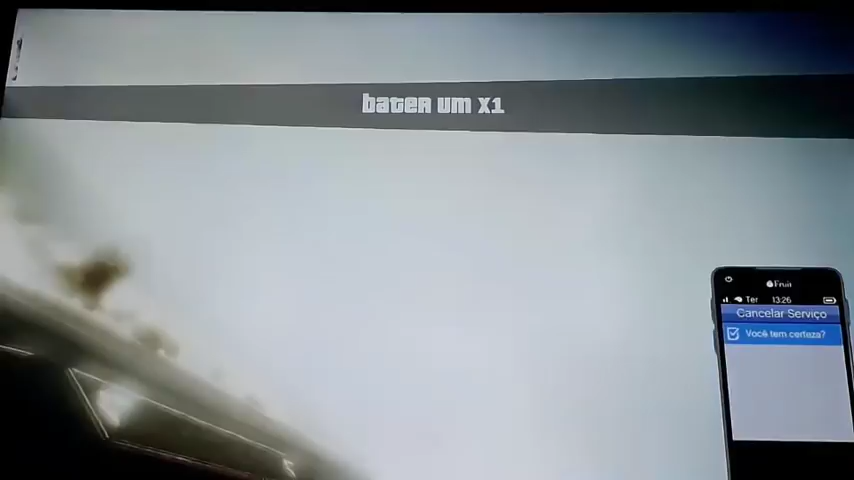 bater um x1
Fruit
Ter 13:26
Cancelar Serviço
Você tem certeza?